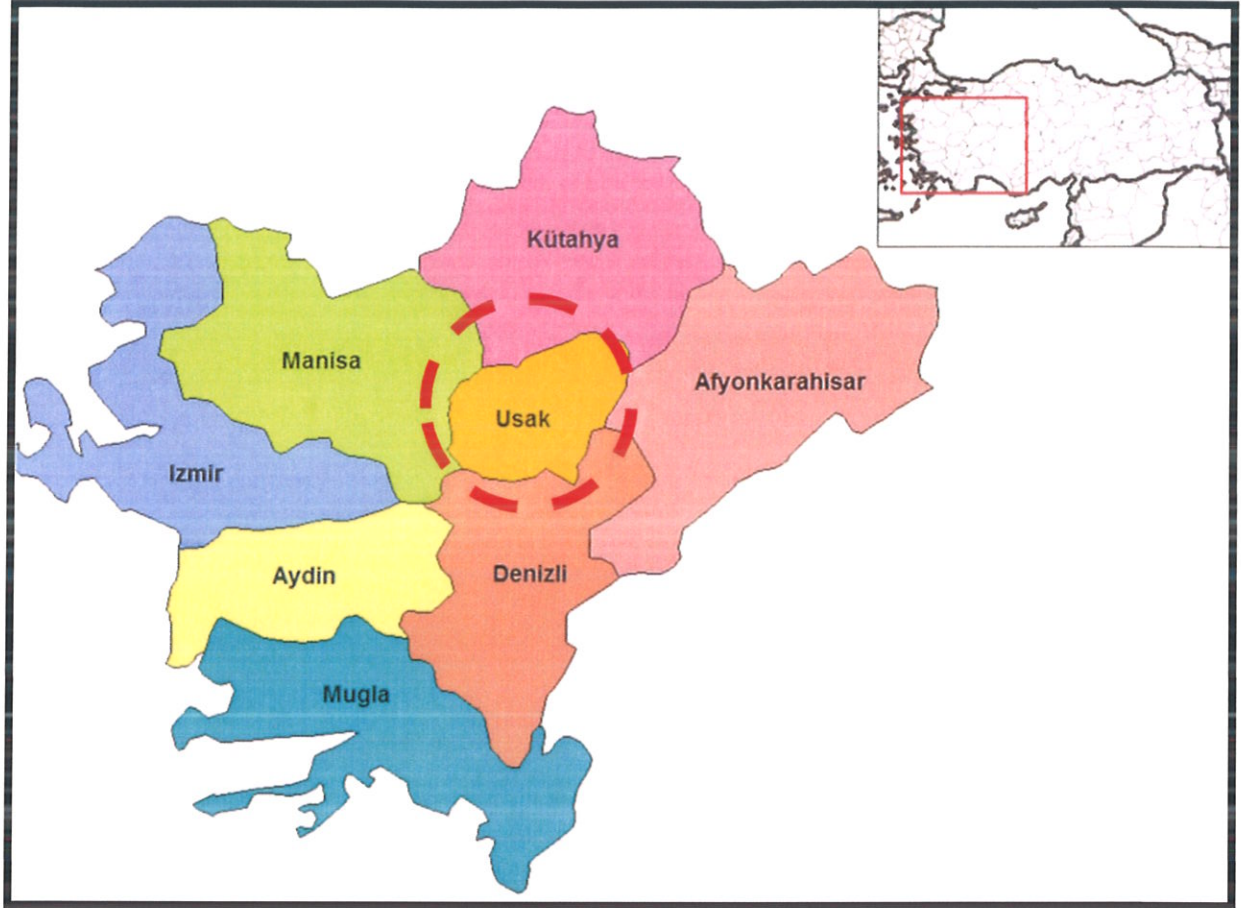 Kütahya
Manisa
Afyonkarahisar
Usak
Izmir
Aydin
Denizli
Mugla